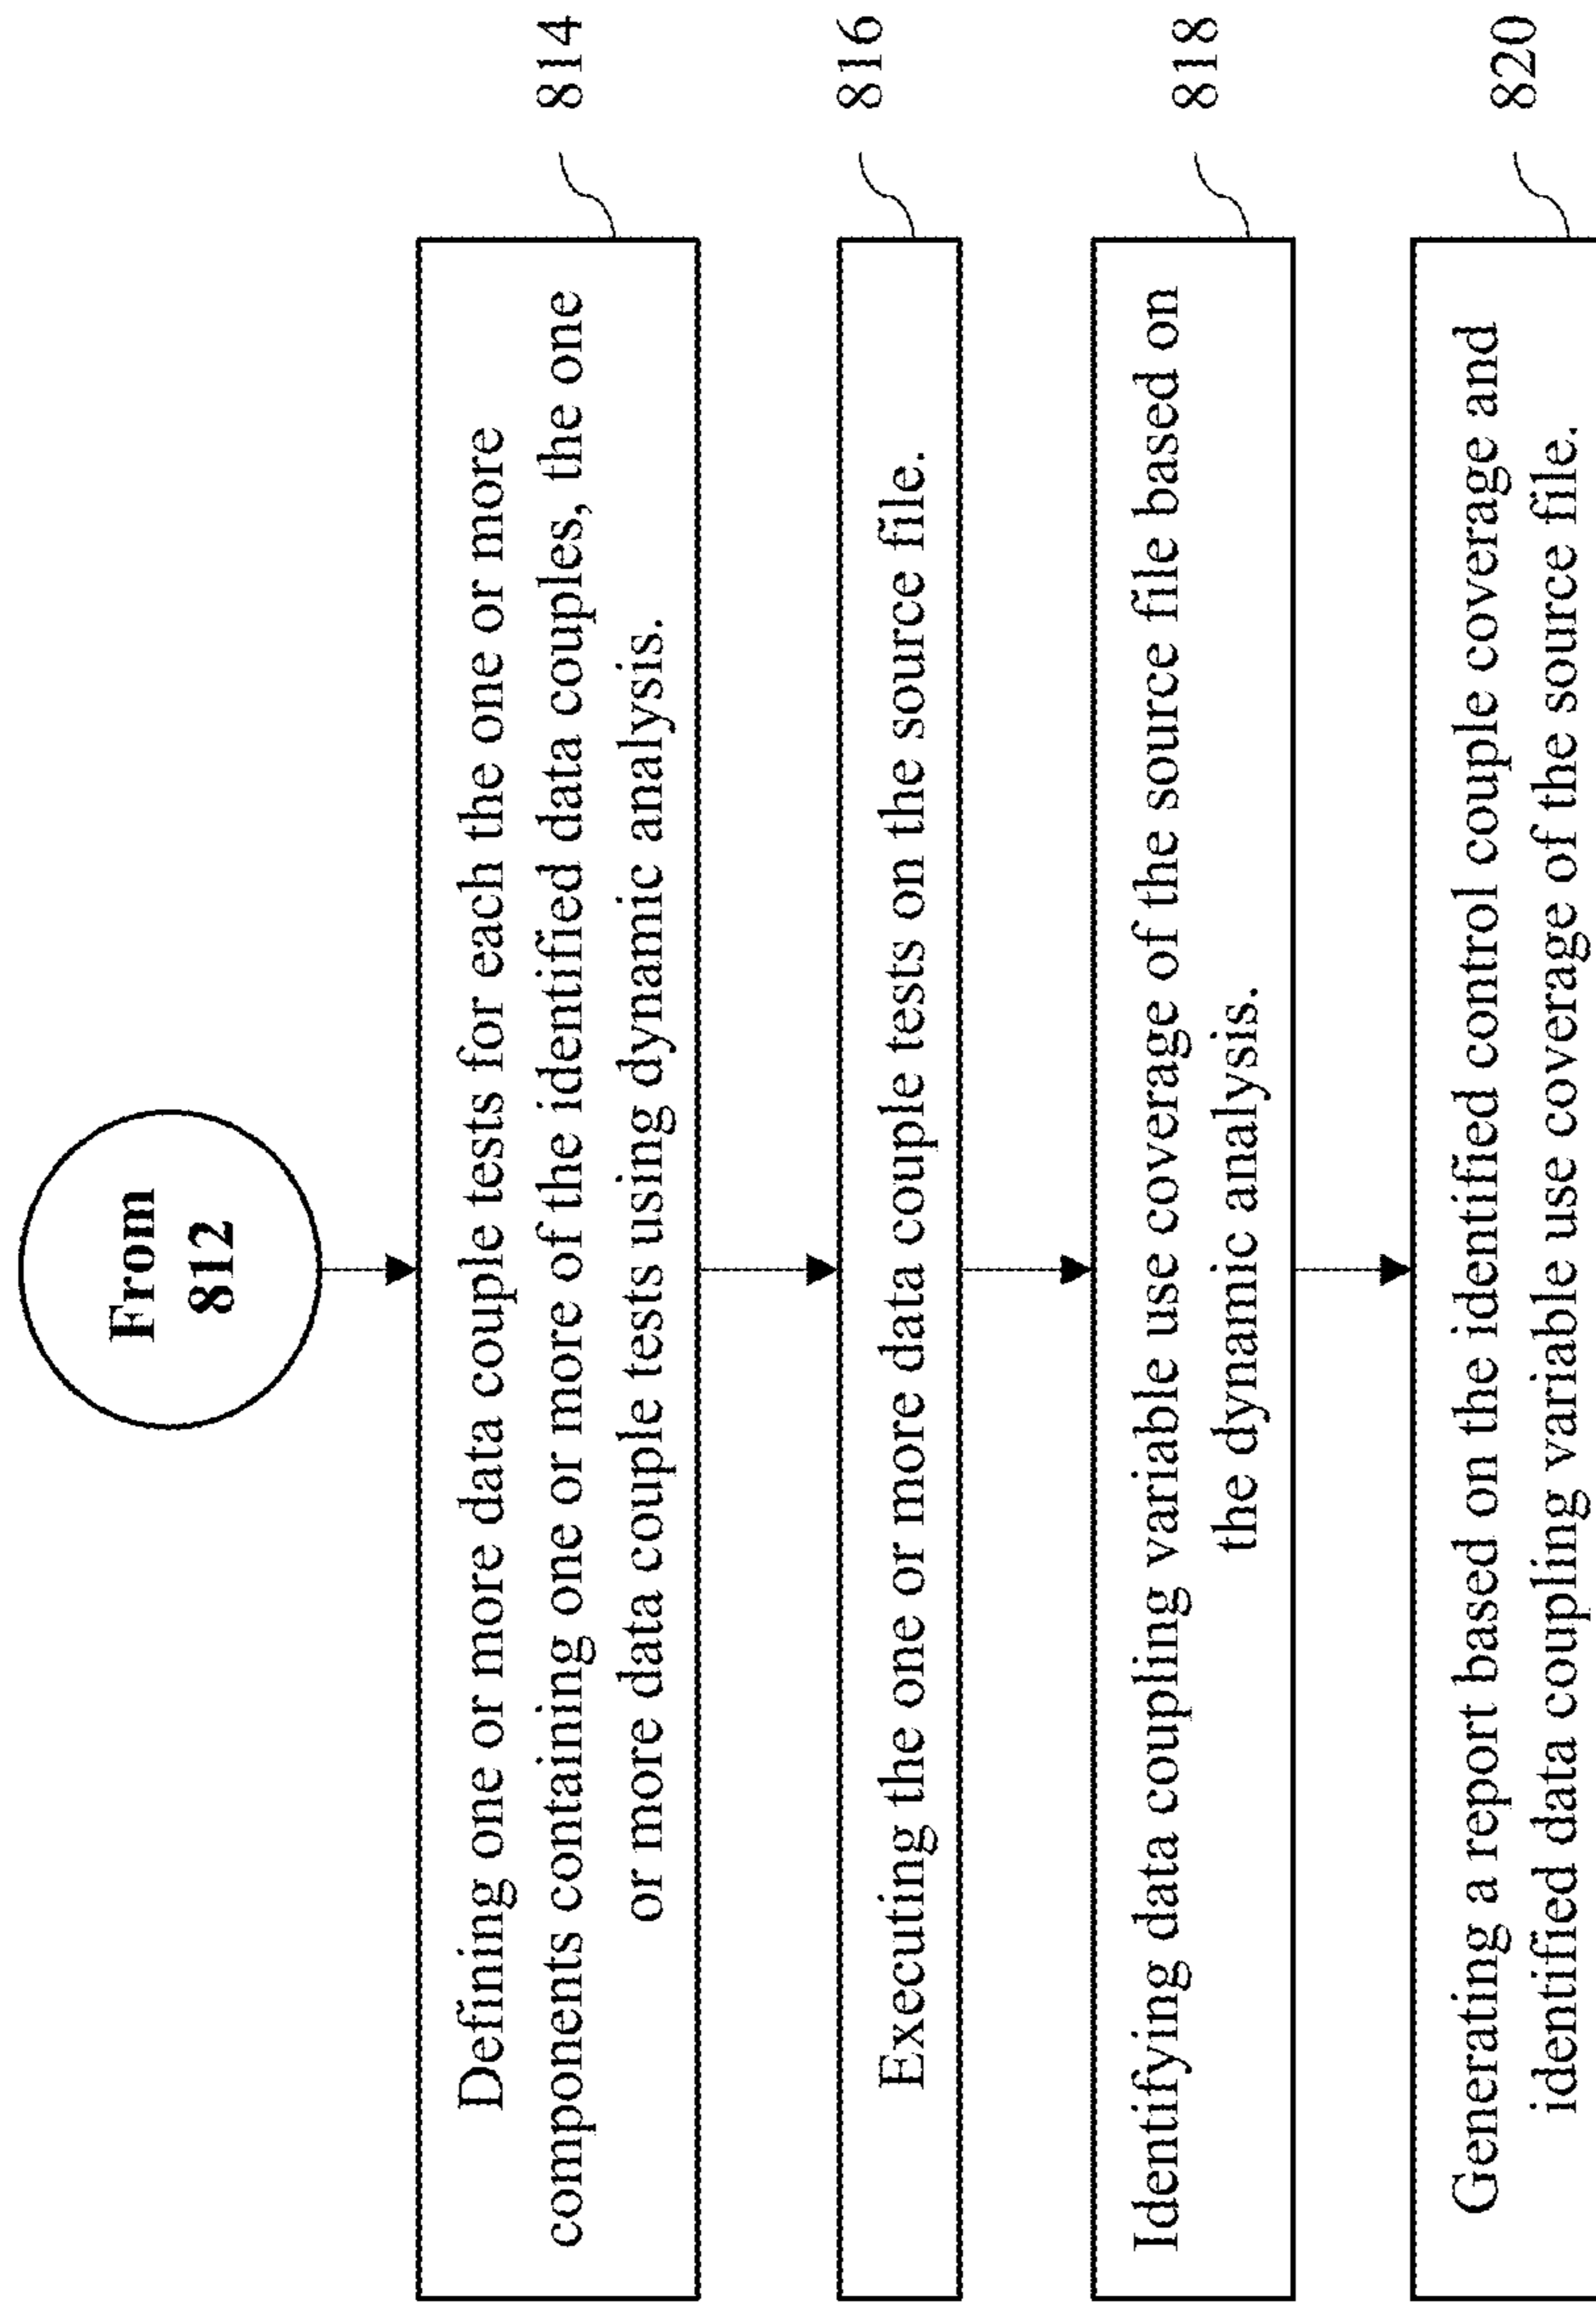 From
812
Defining one or more data couple tests for each the one or more
components containing one or more of the identified data couples, the one
or more data couple tests using dynamic analysis.
814
Executing the one or more data couple tests on the source file.
816
Identifying data coupling variable use coverage of the source file based on
the dynamic analysis.
818
Generating a report based on the identified control couple coverage and
identified data coupling variable use coverage of the source file.
820